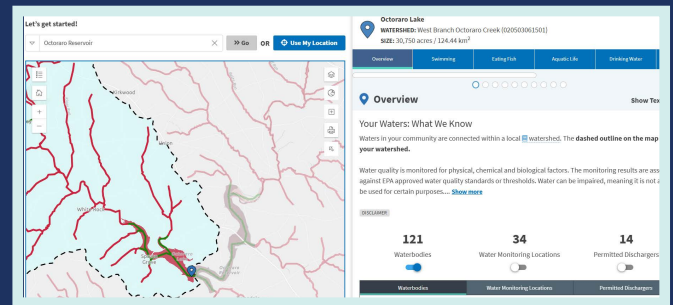 Let's get started!
Octoraro Reservoir
Go
OR
Use My Location
Kirkwood
White Rock
Octoraro Lake
WATERSHED: West Branch Octoraro Creek (020503061501)
SIZE: 30,750 acres / 124.44 km²
Overview
Swimming
Eating Fish
Aquatic Life
Drinking Water
Overview
Show Tex
Your Waters: What We Know
Waters in your community are connected within a local watershed. The dashed outline on the map
your watershed.
Water quality is monitored for physical, chemical and biological factors. The monitoring results are ass
against EPA approved water quality standards or thresholds. Water can be impaired, meaning it is not a
be used for certain purposes.... Show more
DISCLAIMER
121
34
14
Waterbodies
Water Monitoring Locations
Permitted Dischargers
Waterbodies
Water Monitoring Locations
Permitted Dischargers